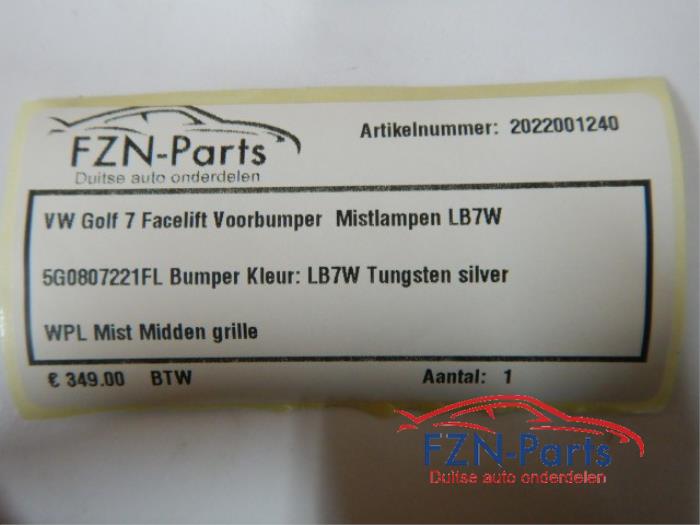 FZN-Parts
Duitse auto onderdelen
Artikelnummer: 2022001240
VW Golf 7 Facelift Voorbumper Mistlampen LB7W
5G0807221FL Bumper Kleur: LB7W Tungsten silver
WPL Mist Midden grille
€ 349.00 BTW
Aantal: 1
FZN-Parts
Duitse auto onderdelen